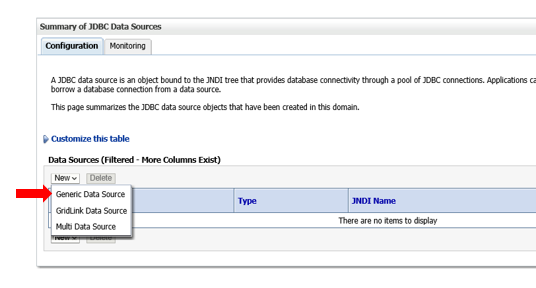 Summary of JDBC Data Sources
Configuration Monitoring
A JDBC data source is an object bound to the JNDI tree that provides database connectivity through a pool of JDBC connections. Applications ca
borrow a database connection from a data source.
This page summarizes the JDBC data source objects that have been created in this domain.
Customize this table
Data Sources (Filtered - More Columns Exist)
New Delete
Generic Data Source
GridLink Data Source
Multi Data Source
Type JNDI Name
There are no items to display
New Delete